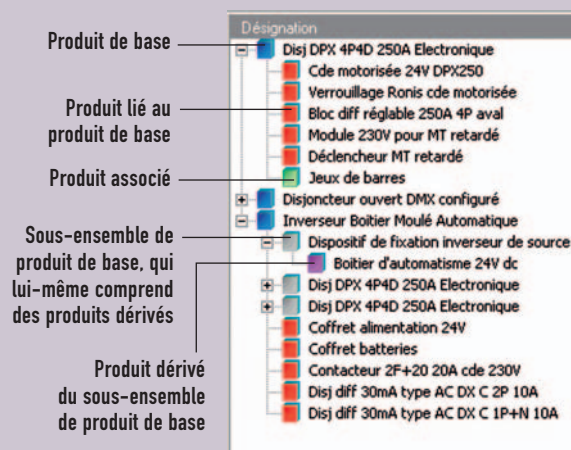 Produit de base
Produit lié au
produit de base
Produit associé
Sous-ensemble de
produit de base, qui
lui-même comprend
des produits dérivés
Produit dérivé
du sous-ensemble
de produit de base
Désignation
Disj DPX 4P4D 250A Electronique
Cde motorisée 24V DPX250
Verrouillage Ronis cde motorisée
Bloc diff réglable 250A 4P aval
Module 230V pour MT retardé
Déclencheur MT retardé
Jeux de barres
Disjoncteur ouvert DMX configuré
Inverseur Boitier Moulé Automatique
Dispositif de fixation inverseur de source
Boitier d'automatisme 24V dc
Disj DPX 4P4D 250A Electronique
Disj DPX 4P4D 250A Electronique
Coffret alimentation 24V
Coffret batteries
Contacteur 2F+20 20A cde 230V
Disj diff 30mA type AC DX C 2P 10A
Disj diff 30mA type AC DX C 1P+N 10A